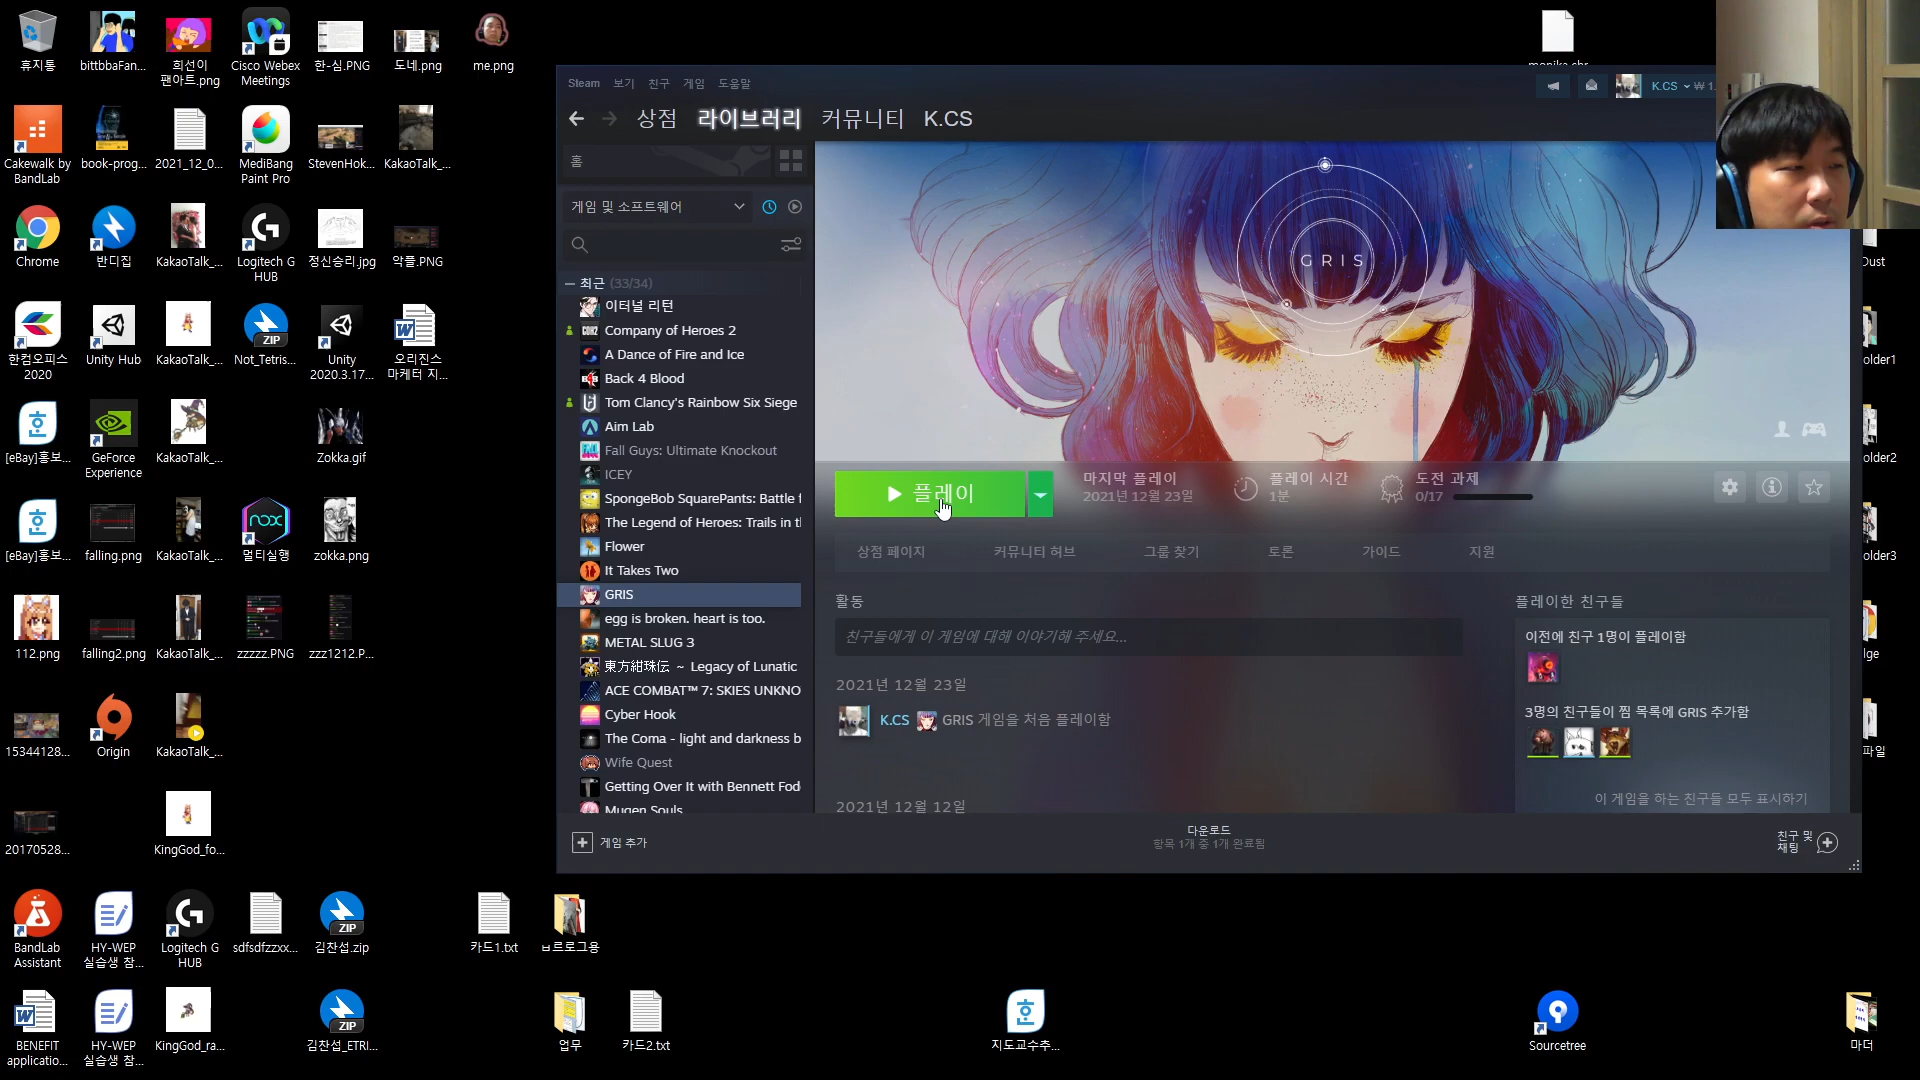 휴지통
bittbbaFan...
희선이
팬아트.png
Cisco Webex
Meetings
한-심.PNG
도네.png
me.png
Cakewalk by
BandLab
book-prog...
2021_12_0...
MediBang
Paint Pro
StevenHok...
KakaoTalk_...
Chrome
반디집
KakaoTalk_...
Logitech G
HUB
정신승리.jpg
악플.PNG
한컴오피스
2020
Unity Hub
KakaoTalk_...
Not_Tetris...
Unity
2020.3.17...
오리진스
마케터 지...
[eBay]홍보...
GeForce
Experience
KakaoTalk_...
Zokka.gif
[eBay]홍보...
falling.png
KakaoTalk_...
멀티실행
zokka.png
112.png
falling2.png
KakaoTalk_...
zzzzz.PNG
zzz1212.P...
15344128...
Origin
KakaoTalk_...
20170528...
KingGod_fo...
BandLab
Assistant
HY-WEP
실습생 참...
Logitech G
HUB
sdfsdfzzxx...
김찬섭.zip
카드1.txt
ㅂ르로그용
BENEFIT
applicatio...
HY-WEP
실습생 참...
KingGod_ra...
김찬섭_ETRI...
업무
카드2.txt
지도교수추...
Sourcetree
마더
Steam 보기 친구 게임 도움말
K.CS ₩ 1.
상점 라이브러리 커뮤니티 K.CS
홈
게임 및 소프트웨어
최근 (33/34)
이터널 리턴
Company of Heroes 2
A Dance of Fire and Ice
Back 4 Blood
Tom Clancy's Rainbow Six Siege
Aim Lab
Fall Guys: Ultimate Knockout
ICEY
SpongeBob SquarePants: Battle f
The Legend of Heroes: Trails in tl
Flower
It Takes Two
GRIS
egg is broken. heart is too.
METAL SLUG 3
東方紺珠伝 ~ Legacy of Lunatic
ACE COMBAT™ 7: SKIES UNKNO
Cyber Hook
The Coma - light and darkness b
Wife Quest
Getting Over It with Bennett Fod
Mugen Souls
GRIS
플레이
마지막 플레이
2021년 12월 23일
플레이 시간
1분
도전 과제
0/17
상점 페이지 커뮤니티 허브 그룹 찾기 토론 가이드 지원
활동
친구들에게 이 게임에 대해 이야기해 주세요...
2021년 12월 23일
K.CS GRIS 게임을 처음 플레이함
2021년 12월 12일
플레이한 친구들
이전에 친구 1명이 플레이함
3명의 친구들이 찜 목록에 GRIS 추가함
이 게임을 하는 친구들 모두 표시하기
게임 추가
다운로드
항목 1개 중 1개 완료됨
친구 및
채팅
Dust
older1
older2
older3
lge
파일